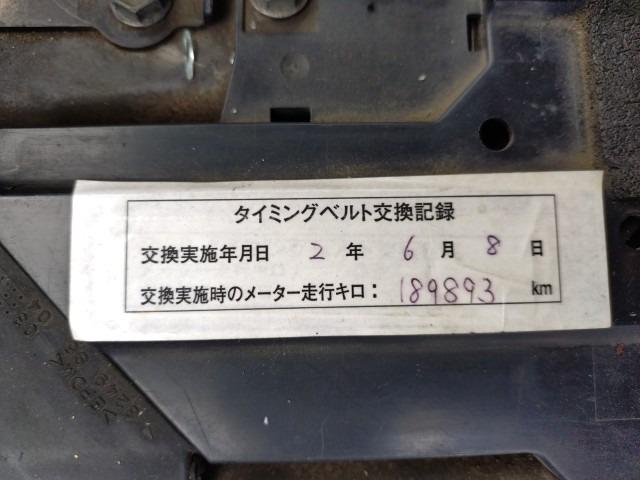 タイミングベルト交換記録
交換実施年月日 2 年 6 月 8 日
交換実施時のメーター走行キロ： 189893 km